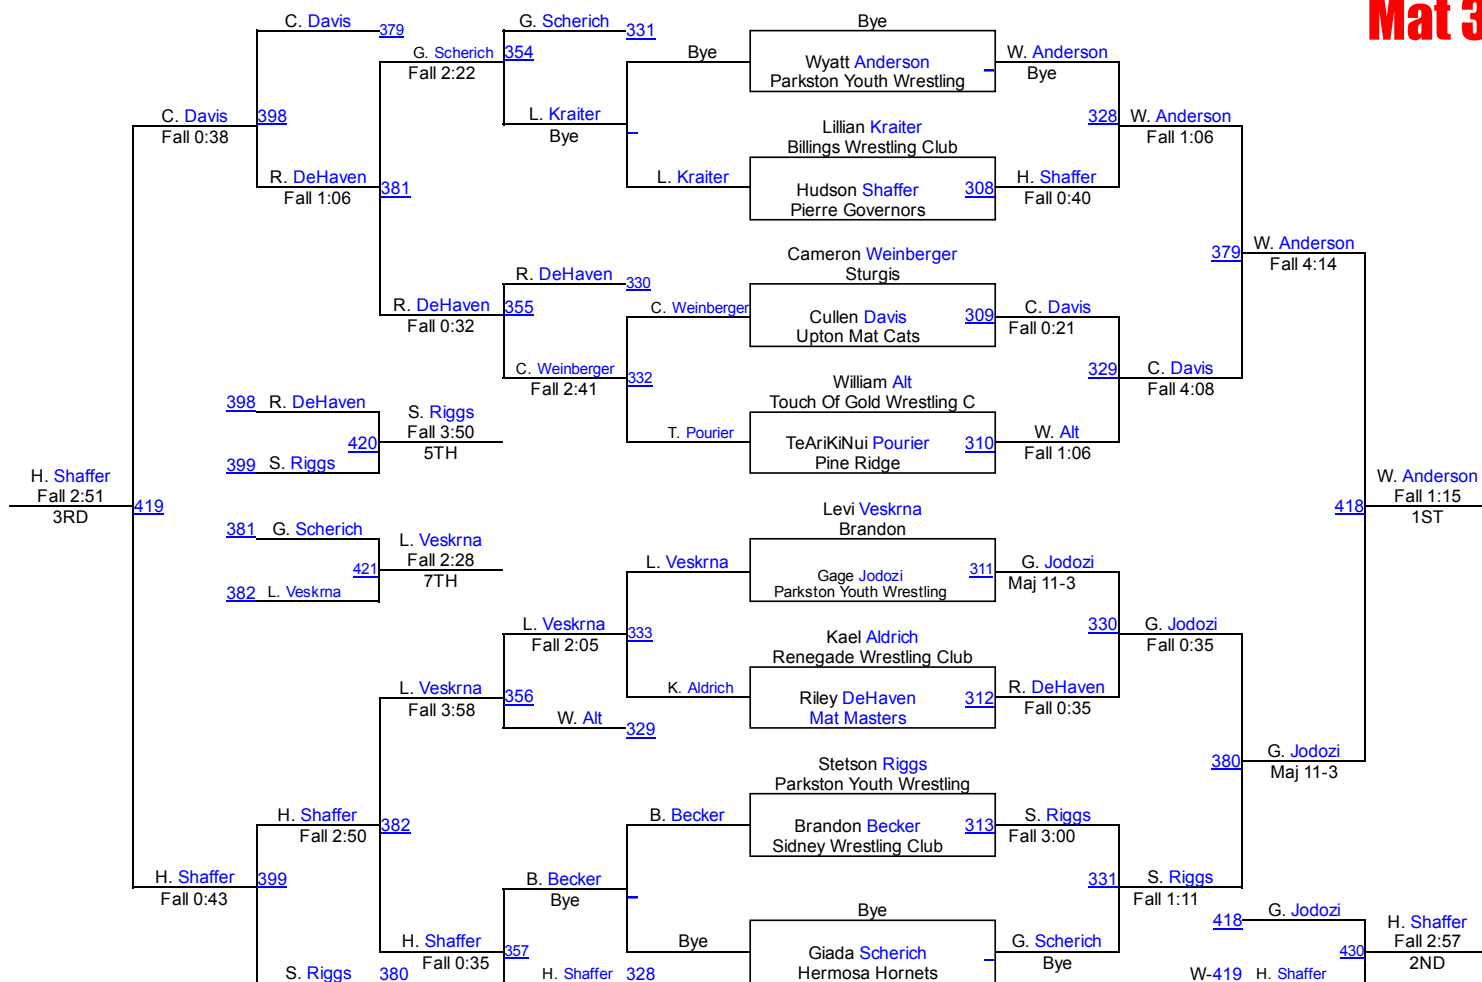 Mat 3
C. Davis
379
G. Scherich
331
Bye
G. Scherich
354
Fall 2:22
Bye
Wyatt Anderson
Parkston Youth Wrestling
W. Anderson
Bye
C. Davis
398
Fall 0:38
L. Kraiter
Bye
Lillian Kraiter
Billings Wrestling Club
328
W. Anderson
Fall 1:06
R. DeHaven
381
Fall 1:06
L. Kraiter
Hudson Shaffer
308
Pierre Governors
H. Shaffer
Fall 0:40
Cameron Weinberger
Sturgis
379
W. Anderson
Fall 4:14
R. DeHaven
330
R. DeHaven
355
Fall 0:32
C. Weinberger
Cullen Davis
309
Upton Mat Cats
C. Davis
Fall 0:21
C. Weinberger
332
Fall 2:41
William Alt
Touch Of Gold Wrestling C
329
C. Davis
Fall 4:08
398 R. DeHaven
S. Riggs
Fall 3:50
420
5TH
399 S. Riggs
T. Pourier
TeAriKiNui Pourier
310
Pine Ridge
W. Alt
Fall 1:06
H. Shaffer
Fall 2:51
419
3RD
W. Anderson
Fall 1:15
418
1ST
Levi Veskrna
Brandon
381 G. Scherich
L. Veskrna
Fall 2:28
421
7TH
382 L. Veskrna
L. Veskrna
Gage Jodozi
311
Parkston Youth Wrestling
G. Jodozi
Maj 11-3
L. Veskrna
333
Fall 2:05
Kael Aldrich
Renegade Wrestling Club
330
G. Jodozi
Fall 0:35
L. Veskrna
356
Fall 3:58
K. Aldrich
Riley DeHaven
312
Mat Masters
R. DeHaven
Fall 0:35
W. Alt
329
Stetson Riggs
Parkston Youth Wrestling
380
G. Jodozi
Maj 11-3
H. Shaffer
382
Fall 2:50
B. Becker
Brandon Becker
313
Sidney Wrestling Club
S. Riggs
Fall 3:00
H. Shaffer
399
Fall 0:43
B. Becker
Bye
331
S. Riggs
Fall 1:11
Bye
418
G. Jodozi
H. Shaffer
Fall 2:57
430
2ND
H. Shaffer
357
Fall 0:35
Bye
Giada Scherich
Hermosa Hornets
G. Scherich
Bye
S. Riggs 380
H. Shaffer 328
W-419 H. Shaffer